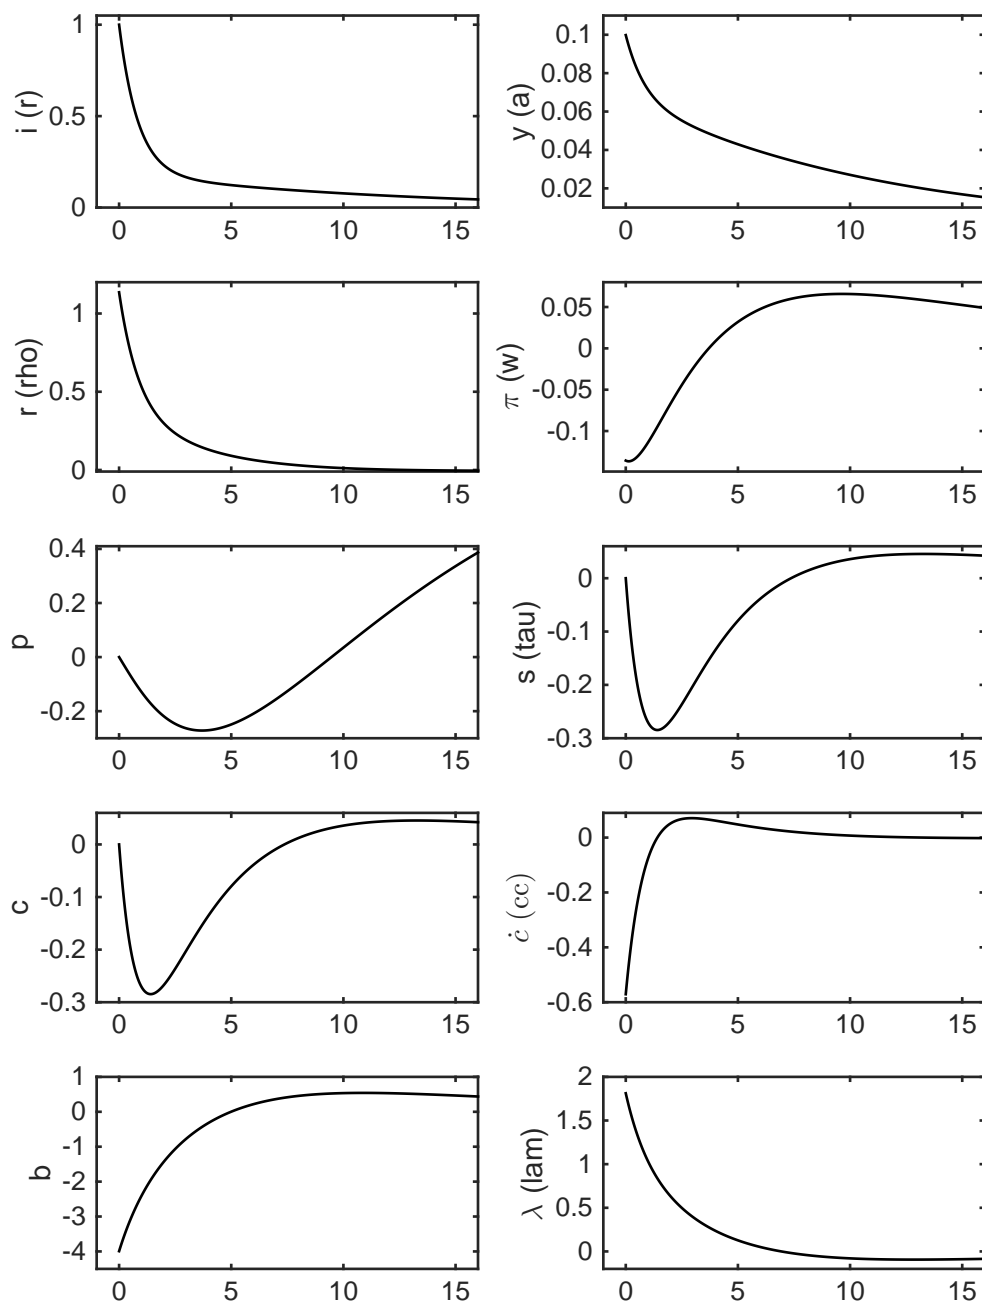 i (r)
1
0.5
0
0 5 10 15
y (a)
0.1
0.08
0.06
0.04
0.02
0 5 10 15
r (rho)
1
0.5
0
0 5 10 15
π (w)
0.05
0
-0.05
-0.1
0 5 10 15
p
0.4
0.2
0
-0.2
0 5 10 15
s (tau)
0
-0.1
-0.2
-0.3
0 5 10 15
c
0
-0.1
-0.2
-0.3
0 5 10 15
ċ (cc)
0
-0.2
-0.4
-0.6
0 5 10 15
b
1
0
-1
-2
-3
-4
0 5 10 15
λ (lam)
2
1.5
1
0.5
0
0 5 10 15